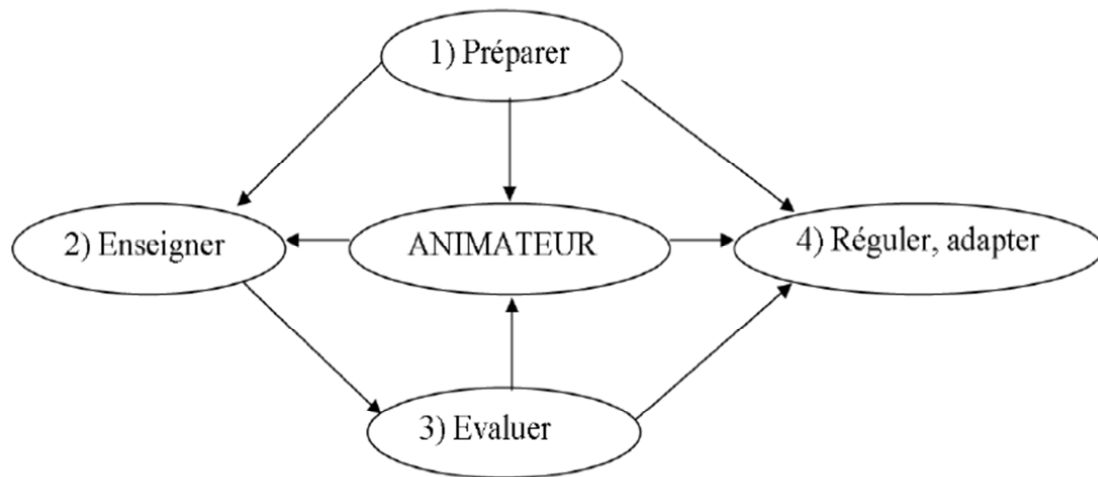 1) Préparer
2) Enseigner
ANIMATEUR
4) Réguler, adapter
3) Evaluer